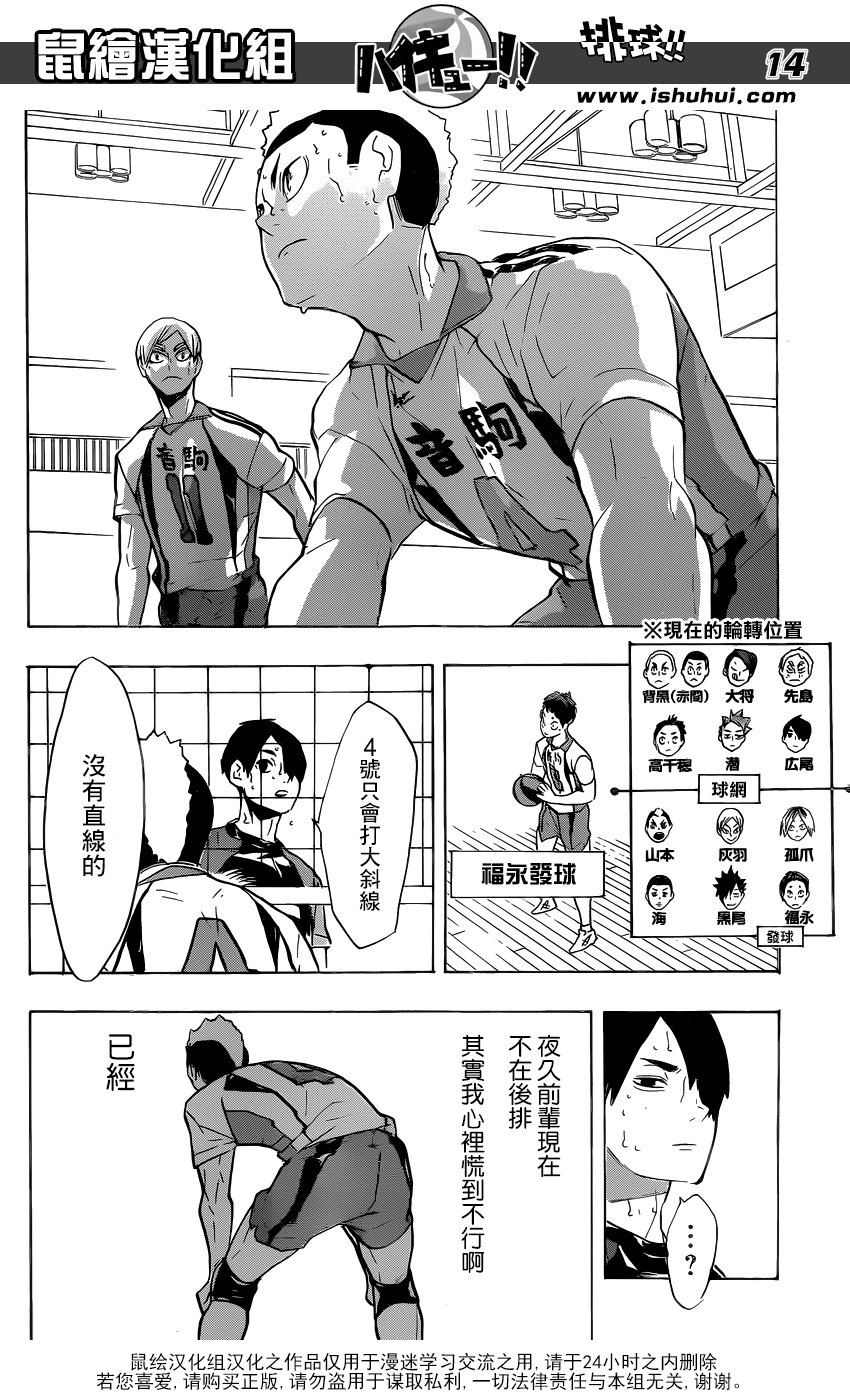 鼠繪漢化組
ハイキュー!!
排球!!
14
www.ishuhui.com
音駒
音駒
※現在的輪轉位置
背黑(赤間)
大将
先島
高千穂
潜
広尾
球網
山本
灰羽
孤爪
海
黒尾
福永
發球
福永發球
4號只會打大斜線
沒有直線的
…?
夜久前輩現在
不在後排
其實我心裡慌到不行啊
已經
鼠绘汉化组汉化之作品仅用于漫迷学习交流之用,请于24小时之内删除
若您喜爱,请购买正版,请勿盗用于谋取私利,一切法律责任与本组无关,谢谢。